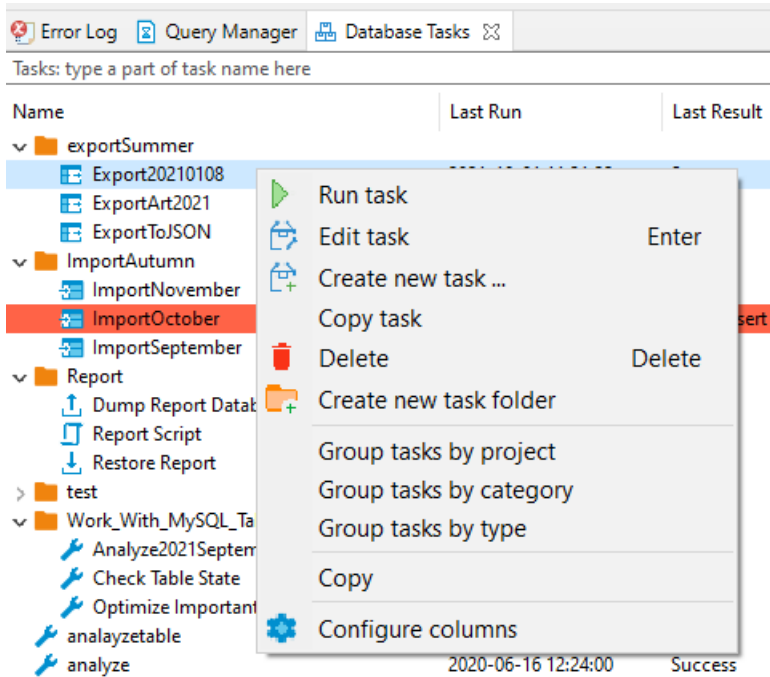 Error Log Query Manager Database Tasks
Tasks: type a part of task name here
Name Last Run Last Result
exportSummer
Export20210108
Run task
ExportArt2021
ExportToJSON
Edit task Enter
ImportAutumn
Create new task ...
ImportNovember
ImportOctober sert
Copy task
ImportSeptember
Delete Delete
Report
Create new task folder
Dump Report Datab
Report Script
Group tasks by project
Restore Report
Group tasks by category
test
Work_With_MySQL_Ta
Group tasks by type
Analyze2021Septem
Check Table State
Copy
Optimize Important
analayzetable
Configure columns
analyze 2020-06-16 12:24:00 Success